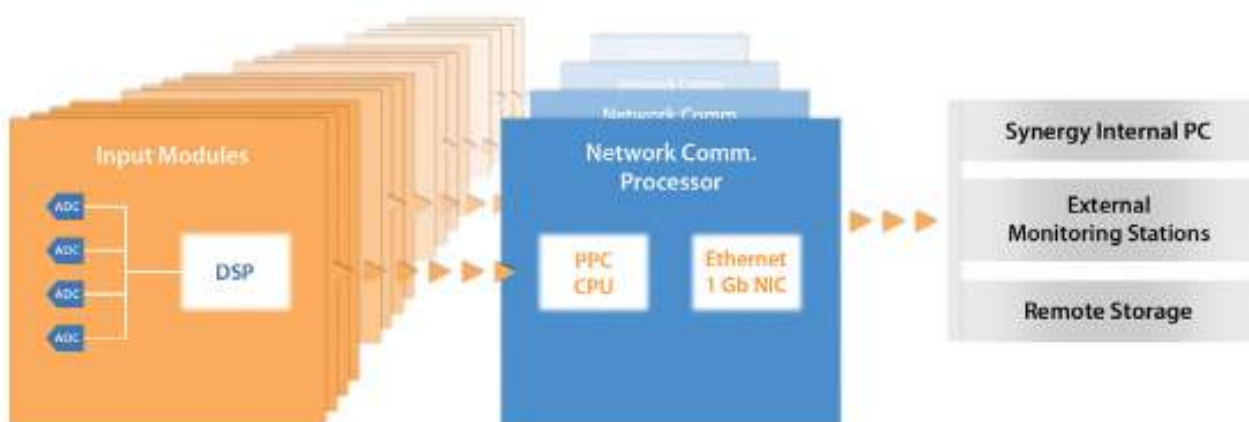 Input Modules
ADC
ADC
ADC
ADC
DSP
Network Comm.
Network Comm.
Processor
PPC
CPU
Ethernet
1 Gb NIC
Synergy Internal PC
External
Monitoring Stations
Remote Storage